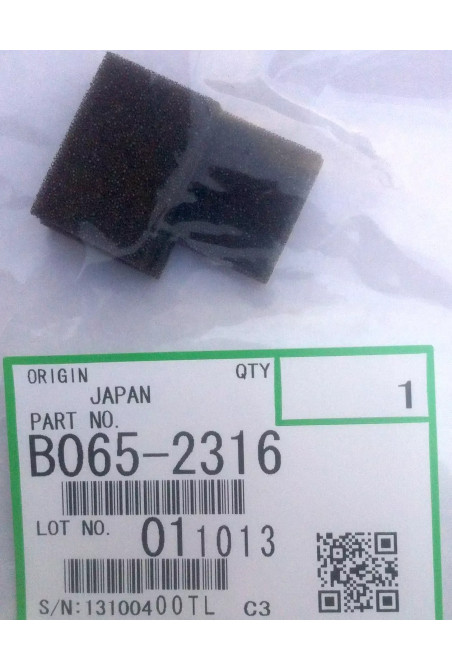 ORIGIN QTY
JAPAN 1
PART NO.
B065-2316
LOT NO. 011013
S/N:13100400TL C3